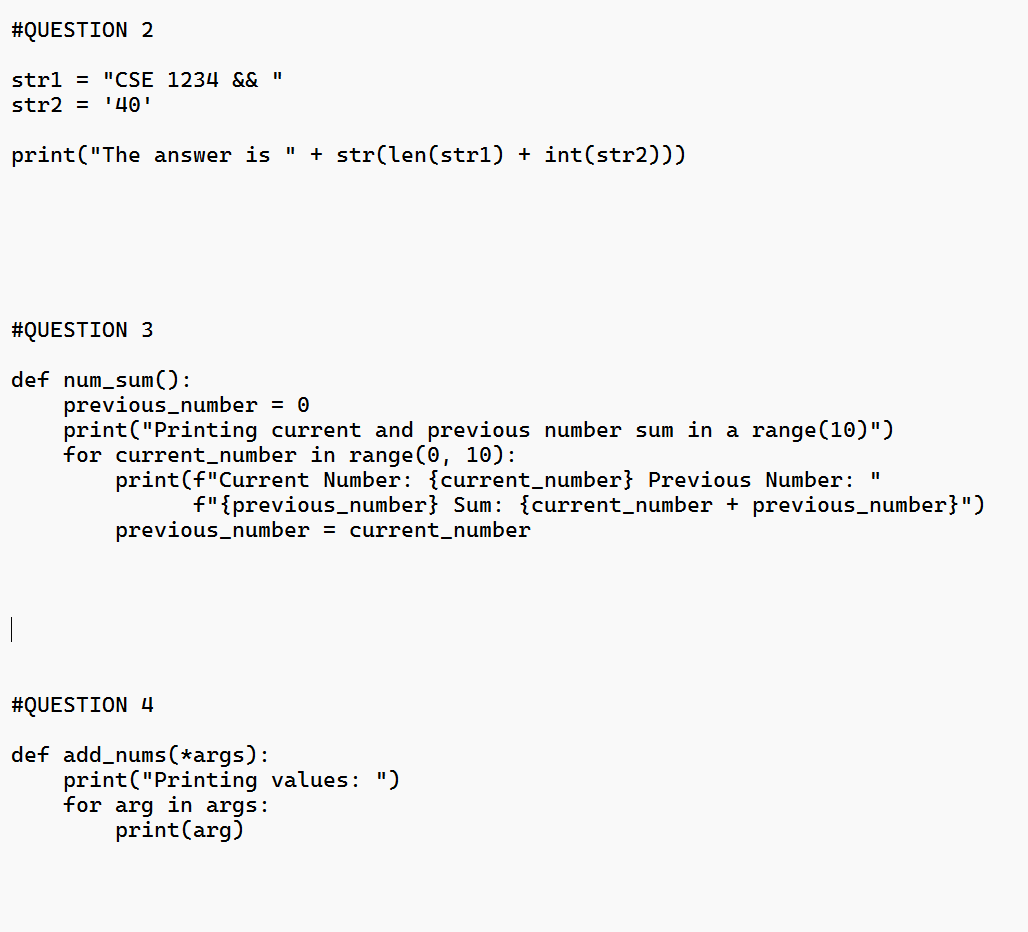 #QUESTION 2
str1 = "CSE 1234 && "
str2 = '40'
print("The answer is " + str(len(str1) + int(str2)))
#QUESTION 3
def num_sum():
    previous_number = 0
    print("Printing current and previous number sum in a range(10)")
    for current_number in range(0, 10):
        print(f"Current Number: {current_number} Previous Number: "
              f"{previous_number} Sum: {current_number + previous_number}")
        previous_number = current_number
#QUESTION 4
def add_nums(*args):
    print("Printing values: ")
    for arg in args:
        print(arg)